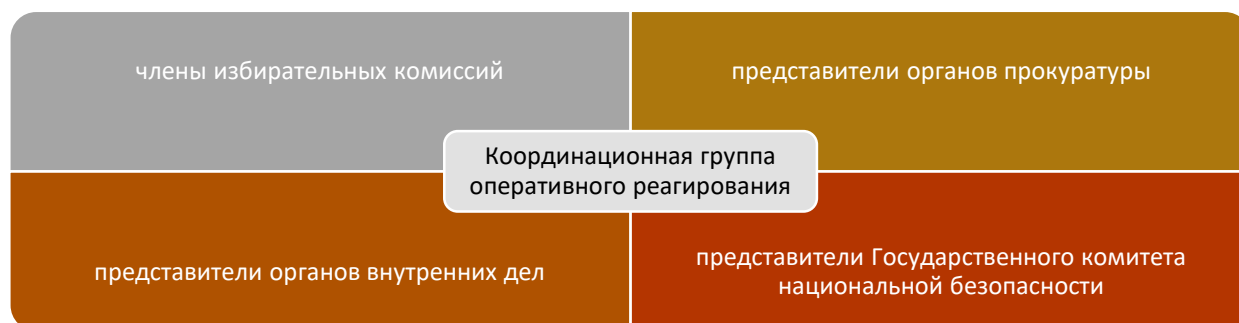 члены избирательных комиссий
представители органов прокуратуры
Координационная группа
оперативного реагирования
представители органов внутренних дел
представители Государственного комитета
национальной безопасности